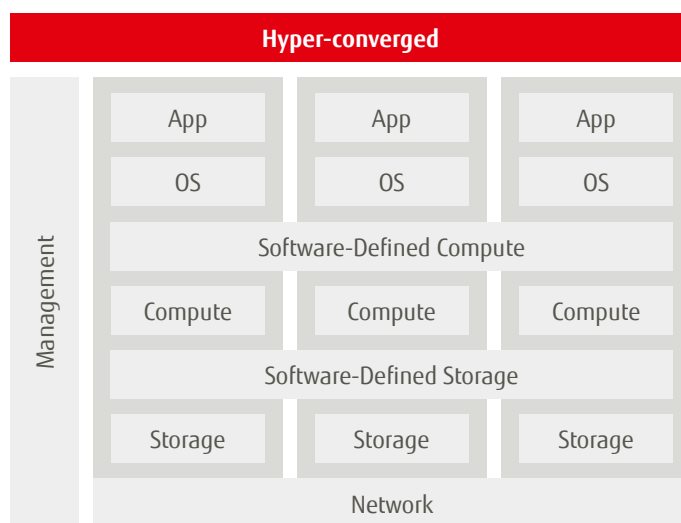 Hyper-converged
Management
App App App
OS OS OS
Software-Defined Compute
Compute Compute Compute
Software-Defined Storage
Storage Storage Storage
Network